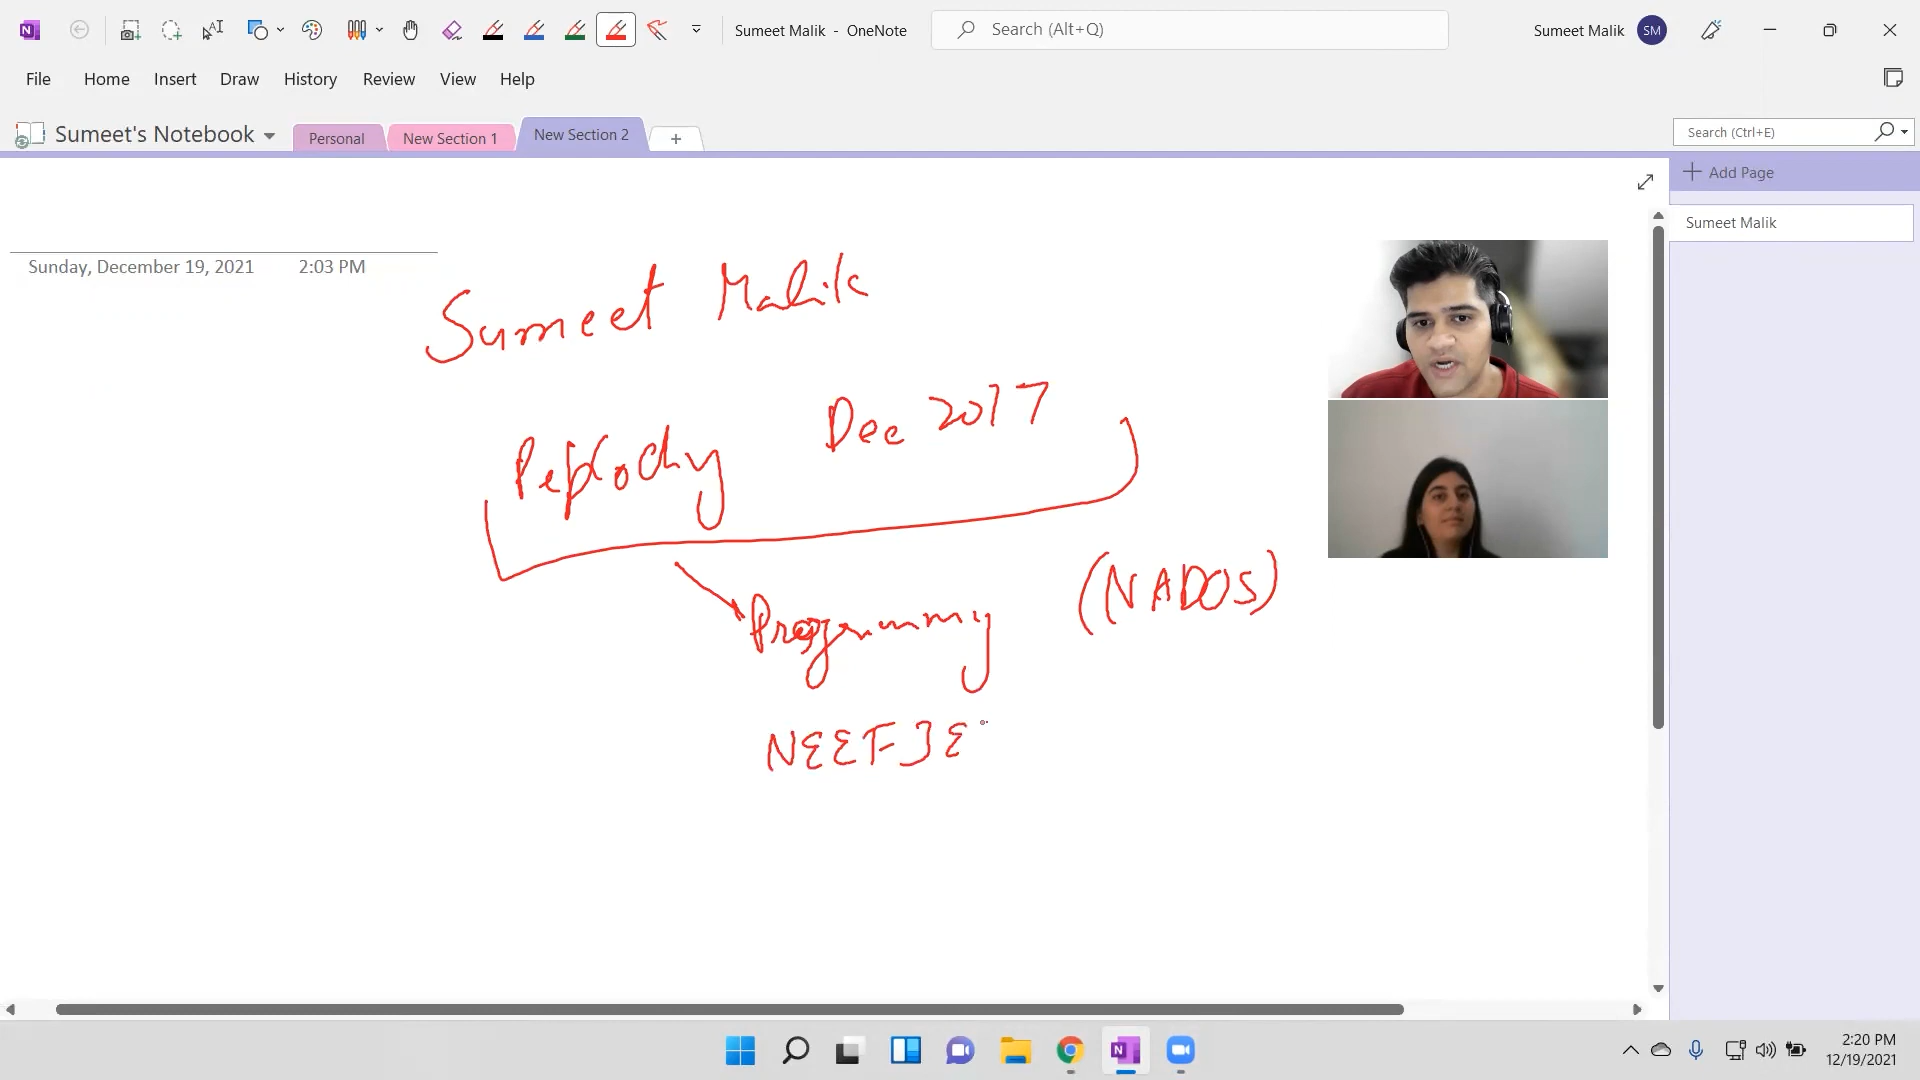 Sumeet Malik - OneNote
Search (Alt+Q)
Sumeet Malik SM
File Home Insert Draw History Review View Help
Sumeet's Notebook Personal New Section 1 New Section 2 +
Search (Ctrl+E)
Add Page
Sumeet Malik
Sunday, December 19, 2021 2:03 PM
Sumeet Malik
Pepcoding Dec 2017
Programming (NADOS)
2:20 PM
12/19/2021